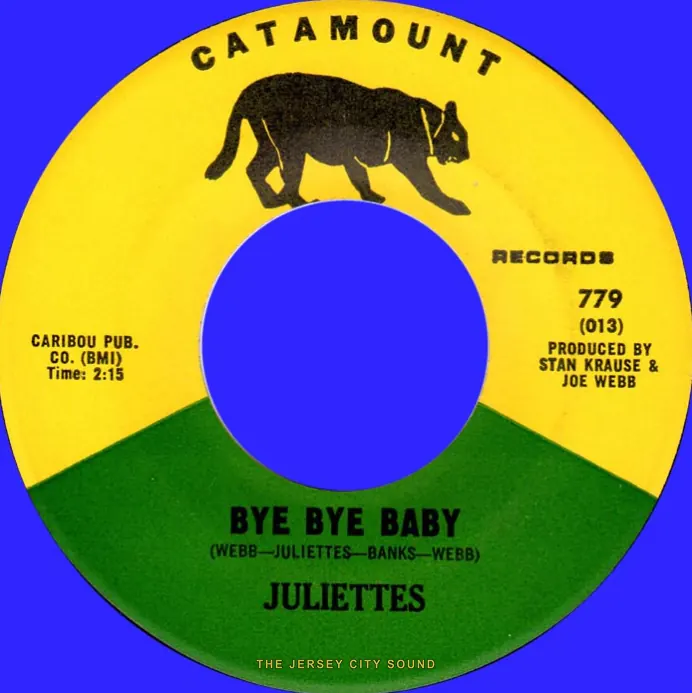 CATAMOUNT
RECORDS
779
(013)
PRODUCED BY
STAN KRAUSE &
JOE WEBB
CARIBOU PUB.
CO. (BMI)
Time: 2:15
BYE BYE BABY
(WEBB—JULIETTES—BANKS—WEBB)
JULIETTES
THE JERSEY CITY SOUND